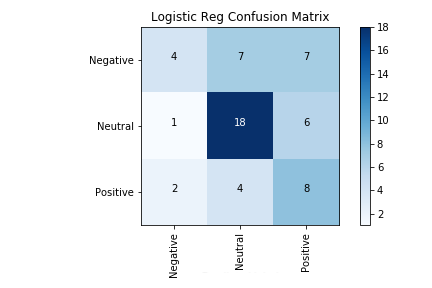 Logistic Reg Confusion Matrix
Negative 4 7 7
Neutral 1 18 6
Positive 2 4 8
Negative Neutral Positive
18
16
14
12
10
8
6
4
2